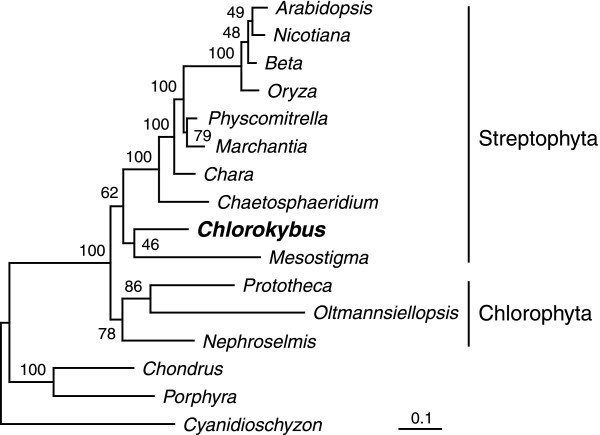 49
Arabidopsis
48
Nicotiana
100
Beta
Oryza
100
Physcomitrella
100
79
Marchantia
Streptophyta
100
Chara
62
Chaetosphaeridium
Chlorokybus
100
46
Mesostigma
86
Prototheca
Oltmannsiellopsis
Chlorophyta
78
Nephroselmis
100
Chondrus
Porphyra
Cyanidioschyzon
0.1